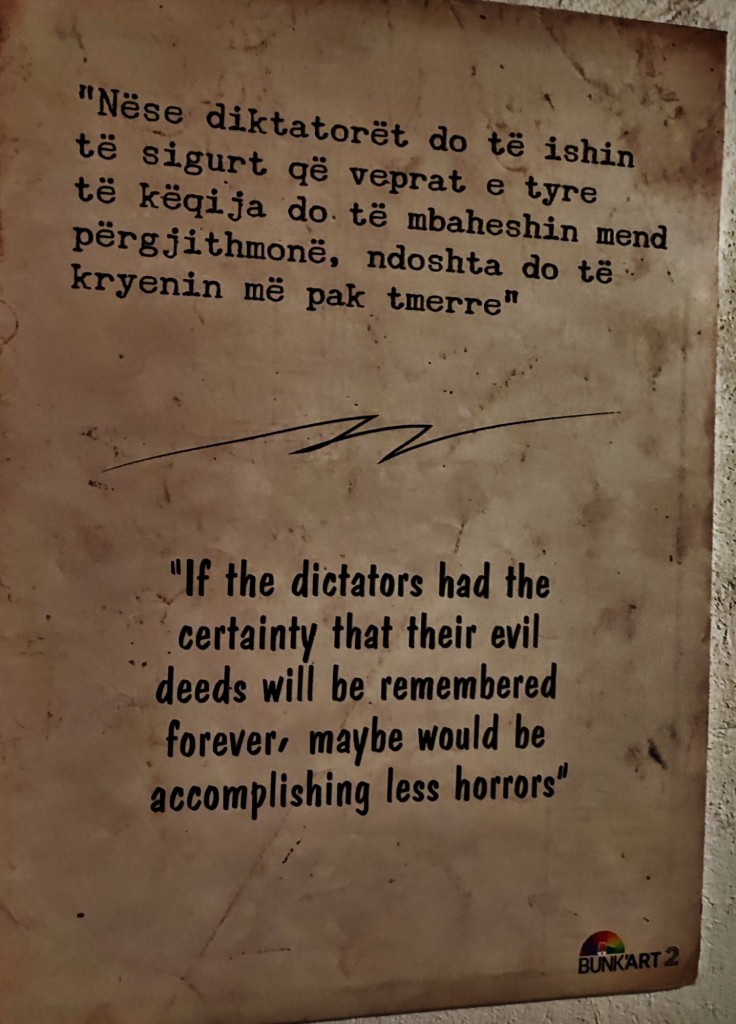 "Nëse diktatorët do të ishin
të sigurt që veprat e tyre
të këqija do të mbaheshin mend
përgjithmonë, ndoshta do të
kryenin më pak tmerre"
"If the dictators had the
certainty that their evil
deeds will be remembered
forever, maybe would be
accomplishing less horrors"
BUNK'ART 2